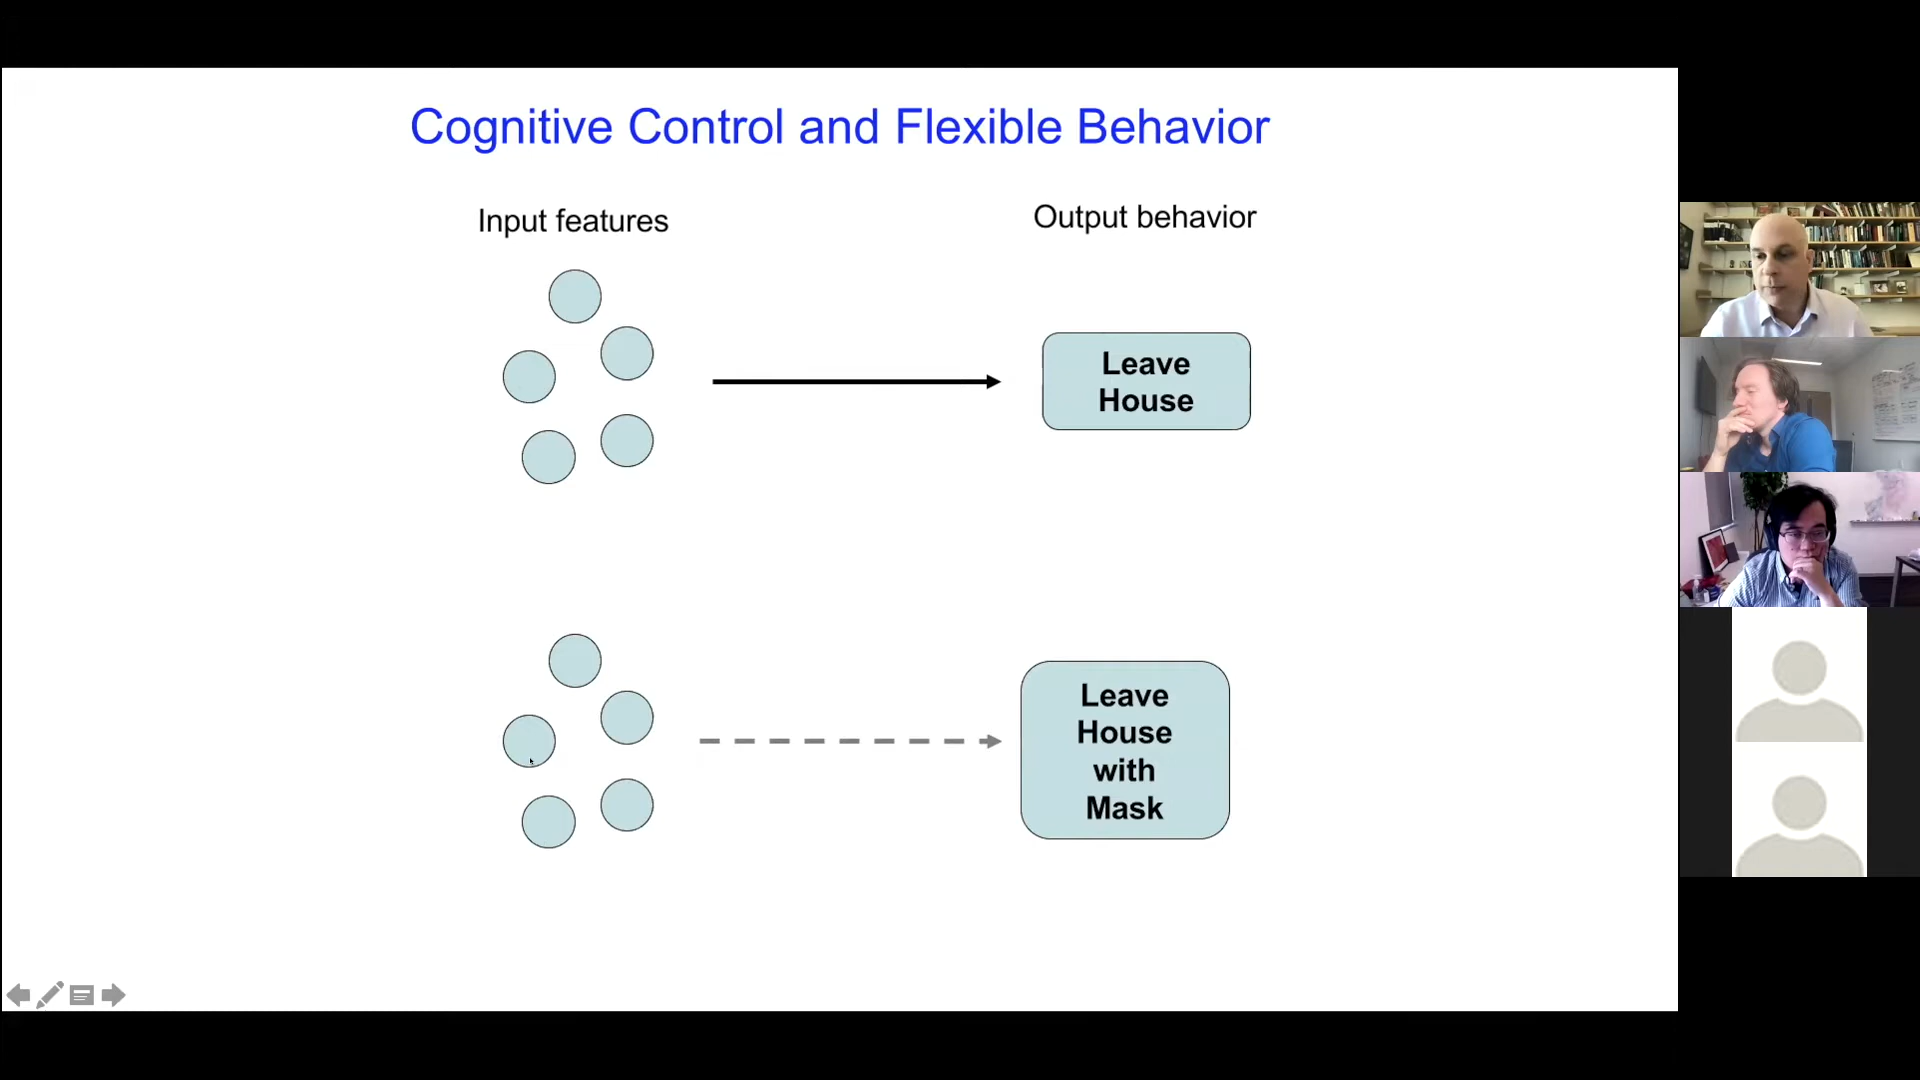 Cognitive Control and Flexible Behavior
Input features
Output behavior
Leave
House
Leave
House
with
Mask